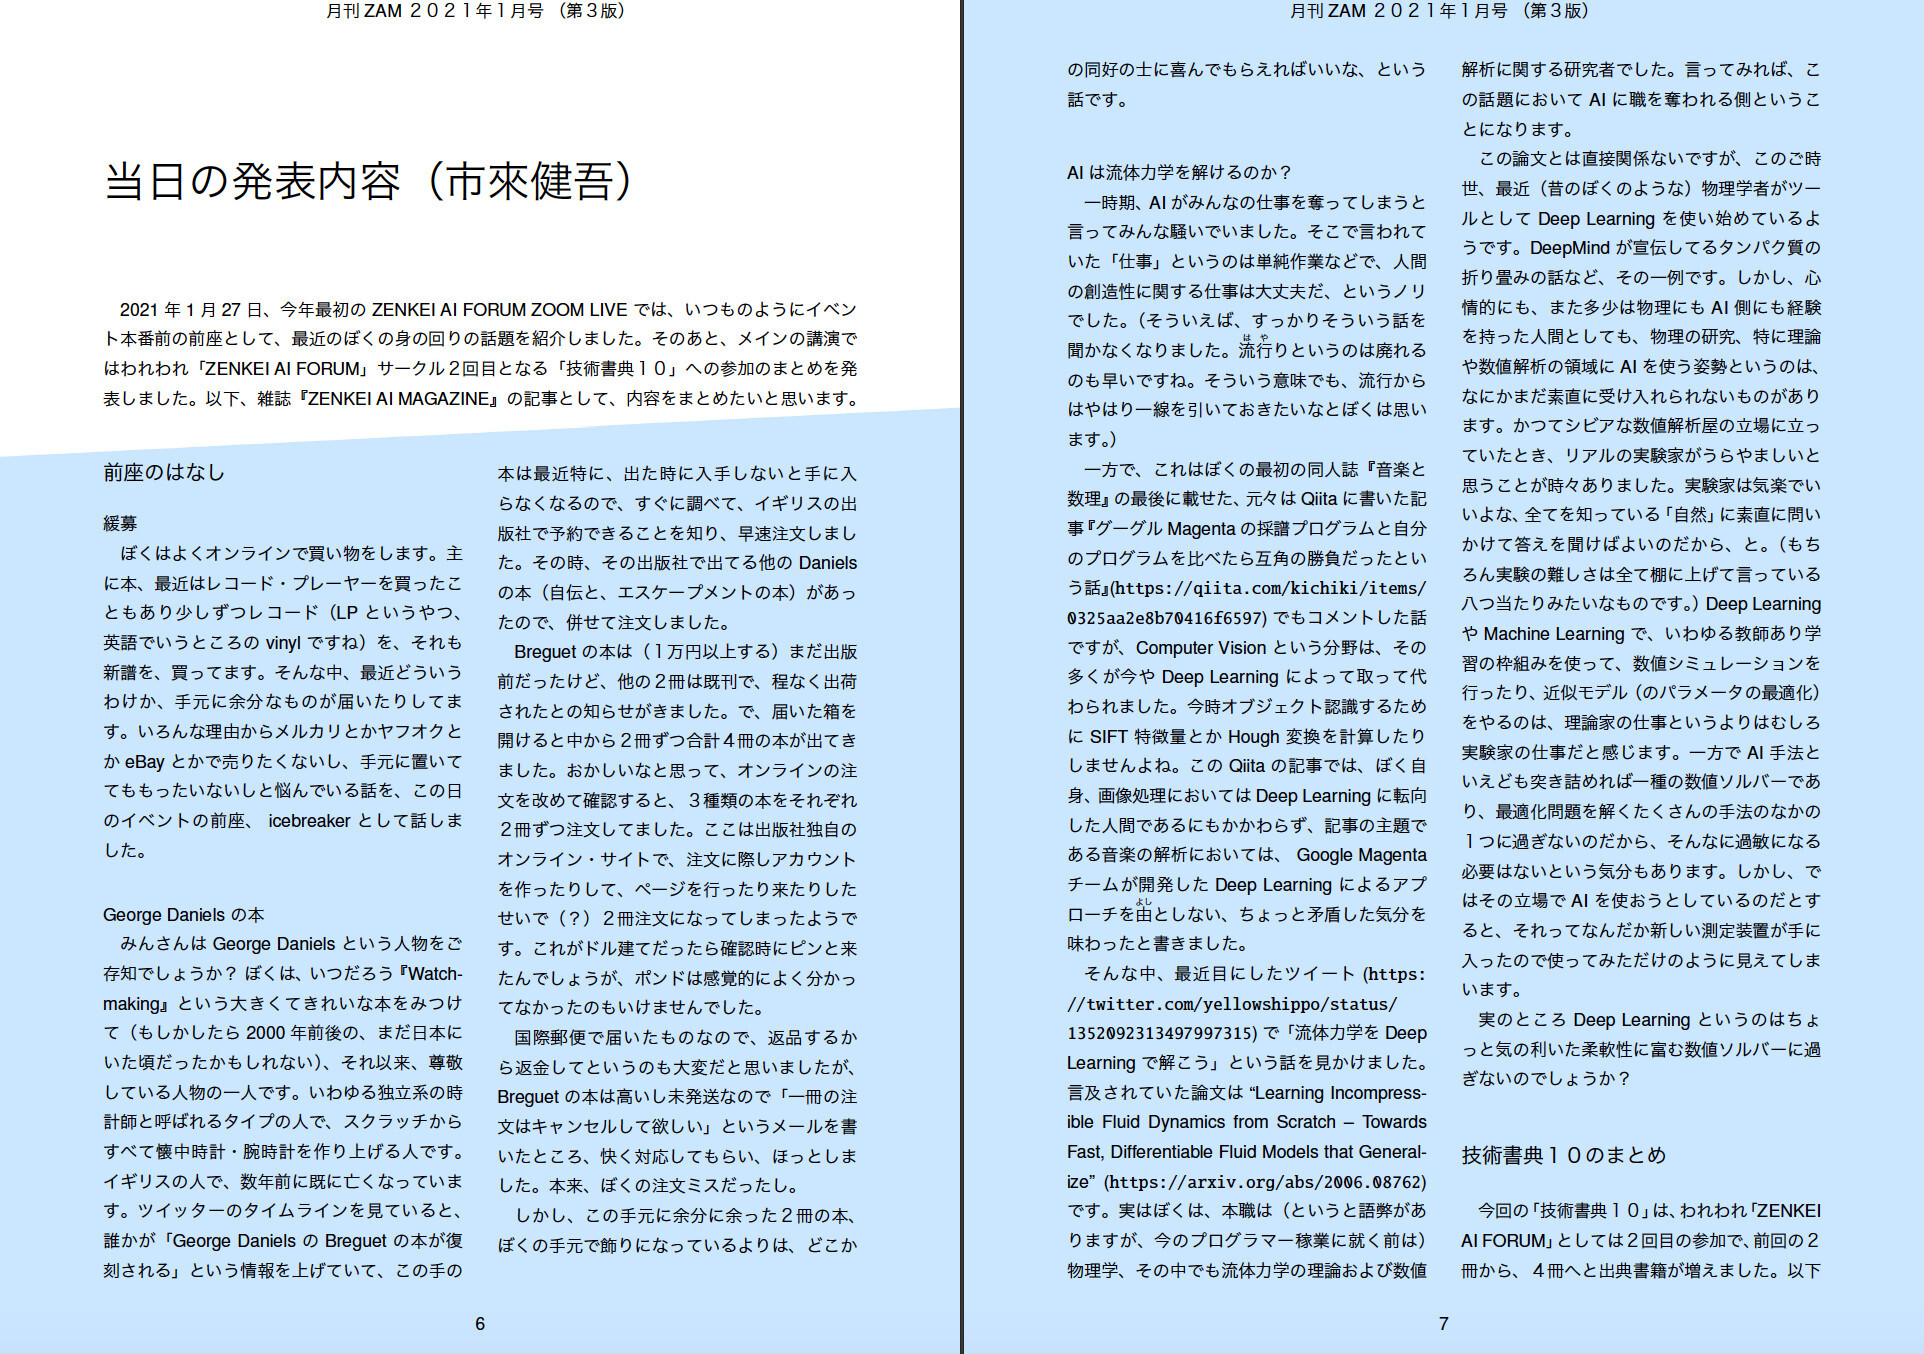 月刊 ZAM ２０２１年１月号 （第３版）
当日の発表内容（市來健吾）
2021 年 1 月 27 日、今年最初の ZENKEI AI FORUM ZOOM LIVE では、いつものようにイベン
ト本番前の前座として、最近のぼくの身の回りの話題を紹介しました。そのあと、メインの講演で
はわれわれ「ZENKEI AI FORUM」サークル２回目となる「技術書典１０」への参加のまとめを発
表しました。以下、雑誌『ZENKEI AI MAGAZINE』の記事として、内容をまとめたいと思います。
前座のはなし
緩募
ぼくはよくオンラインで買い物をします。主
に本、最近はレコード・プレーヤーを買ったこ
ともあり少しずつレコード（LP というやつ、
英語でいうところの vinyl ですね）を、それも
新譜を、買ってます。そんな中、最近どういう
わけか、手元に余分なものが届いたりしてま
す。いろんな理由からメルカリとかヤフオクと
か eBay とかで売りたくないし、手元に置いて
てももったいないしと悩んでいる話を、この日
のイベントの前座、 icebreaker として話しま
した。
George Daniels の本
みんさんは George Daniels という人物をご
存知でしょうか？ ぼくは、いつだろう『Watch-
making』という大きくてきれいな本をみつけ
て（もしかしたら 2000 年前後の、まだ日本に
いた頃だったかもしれない）、それ以来、尊敬
している人物の一人です。いわゆる独立系の時
計師と呼ばれるタイプの人で、スクラッチから
すべて懐中時計・腕時計を作り上げる人です。
イギリスの人で、数年前に既に亡くなっていま
す。ツイッターのタイムラインを見ていると、
誰かが「George Daniels の Breguet の本が復
刻される」という情報を上げていて、この手の
本は最近特に、出た時に入手しないと手に入
らなくなるので、すぐに調べて、イギリスの出
版社で予約できることを知り、早速注文しまし
た。その時、その出版社で出てる他の Daniels
の本（自伝と、エスケープメントの本）があっ
たので、併せて注文しました。
Breguet の本は（１万円以上する）まだ出版
前だったけど、他の２冊は既刊で、程なく出荷
されたとの知らせがきました。で、届いた箱を
開けると中から２冊ずつ合計４冊の本が出てき
ました。おかしいなと思って、オンラインの注
文を改めて確認すると、３種類の本をそれぞれ
２冊ずつ注文してました。ここは出版社独自の
オンライン・サイトで、注文に際しアカウント
を作ったりして、ページを行ったり来たりした
せいで（？）２冊注文になってしまったようで
す。これがドル建てだったら確認時にピンと来
たんでしょうが、ポンドは感覚的によく分かっ
てなかったのもいけませんでした。
国際郵便で届いたものなので、返品するか
ら返金してというのも大変だと思いましたが、
Breguet の本は高いし未発送なので「一冊の注
文はキャンセルして欲しい」というメールを書
いたところ、快く対応してもらい、ほっとしま
した。本来、ぼくの注文ミスだったし。
しかし、この手元に余分に余った２冊の本、
ぼくの手元で飾りになっているよりは、どこか
6
月刊 ZAM ２０２１年１月号 （第３版）
の同好の士に喜んでもらえればいいな、という
話です。
AI は流体力学を解けるのか？
一時期、AI がみんなの仕事を奪ってしまうと
言ってみんな騒いでいました。そこで言われて
いた「仕事」というのは単純作業などで、人間
の創造性に関する仕事は大丈夫だ、というノリ
でした。（そういえば、すっかりそういう話を
聞かなくなりました。流行りというのは廃れる
のも早いですね。そういう意味でも、流行から
はやはり一線を引いておきたいなとぼくは思い
ます。）
一方で、これはぼくの最初の同人誌『音楽と
数理』の最後に載せた、元々は Qiita に書いた記
事『グーグル Magenta の採譜プログラムと自分
のプログラムを比べたら互角の勝負だったとい
う話』(https://qiita.com/kichiki/items/
0325aa2e8b70416f6597) でもコメントした話
ですが、Computer Vision という分野は、その
多くが今や Deep Learning によって取って代
わられました。今時オブジェクト認識するため
に SIFT 特徴量とか Hough 変換を計算したり
しませんよね。この Qiita の記事では、ぼく自
身、画像処理においては Deep Learning に転向
した人間であるにもかかわらず、記事の主題で
ある音楽の解析においては、 Google Magenta
チームが開発した Deep Learning によるアプ
ローチを由としない、ちょっと矛盾した気分を
味わったと書きました。
そんな中、最近目にしたツイート (https:
//twitter.com/yellowshippo/status/
1352092313497997315) で「流体力学を Deep
Learning で解こう」という話を見かけました。
言及されていた論文は “Learning Incompress-
ible Fluid Dynamics from Scratch – Towards
Fast, Differentiable Fluid Models that General-
ize” (https://arxiv.org/abs/2006.08762)
です。実はぼくは、本職は（というと語弊があ
りますが、今のプログラマー稼業に就く前は）
物理学、その中でも流体力学の理論および数値
解析に関する研究者でした。言ってみれば、こ
の話題において AI に職を奪われる側というこ
とになります。
この論文とは直接関係ないですが、このご時
世、最近（昔のぼくのような）物理学者がツー
ルとして Deep Learning を使い始めているよ
うです。DeepMind が宣伝してるタンパク質の
折り畳みの話など、その一例です。しかし、心
情的にも、また多少は物理にも AI 側にも経験
を持った人間としても、物理の研究、特に理論
や数値解析の領域に AI を使う姿勢というのは、
なにかまだ素直に受け入れられないものがあり
ます。かつてシビアな数値解析屋の立場に立っ
ていたとき、リアルの実験家がうらやましいと
思うことが時々ありました。実験家は気楽でい
いよな、全てを知っている「自然」に素直に問い
かけて答えを聞けばよいのだから、と。（もち
ろん実験の難しさは全て棚に上げて言っている
八つ当たりみたいなものです。）Deep Learning
や Machine Learning で、いわゆる教師あり学
習の枠組みを使って、数値シミュレーションを
行ったり、近似モデル（のパラメータの最適化）
をやるのは、理論家の仕事というよりはむしろ
実験家の仕事だと感じます。一方で AI 手法と
いえども突き詰めれば一種の数値ソルバーであ
り、最適化問題を解くたくさんの手法のなかの
１つに過ぎないのだから、そんなに過敏になる
必要はないという気分もあります。しかし、で
はその立場で AI を使おうとしているのだとす
ると、それってなんだか新しい測定装置が手に
入ったので使ってみただけのように見えてしま
います。
実のところ Deep Learning というのはちょ
っと気の利いた柔軟性に富む数値ソルバーに過
ぎないのでしょうか？
技術書典１０のまとめ
今回の「技術書典１０」は、われわれ「ZENKEI
AI FORUM」としては２回目の参加で、前回の２
冊から、４冊へと出典書籍が増えました。以下
7